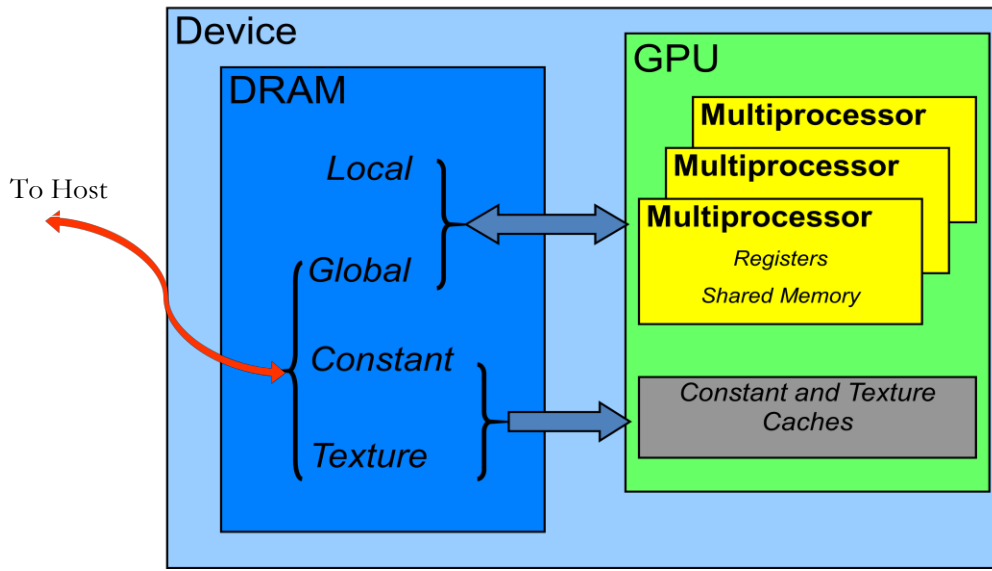 Device
DRAM
Local
Global
Constant
Texture
To Host
GPU
Multiprocessor
Multiprocessor
Multiprocessor
Registers
Shared Memory
Constant and Texture
Caches